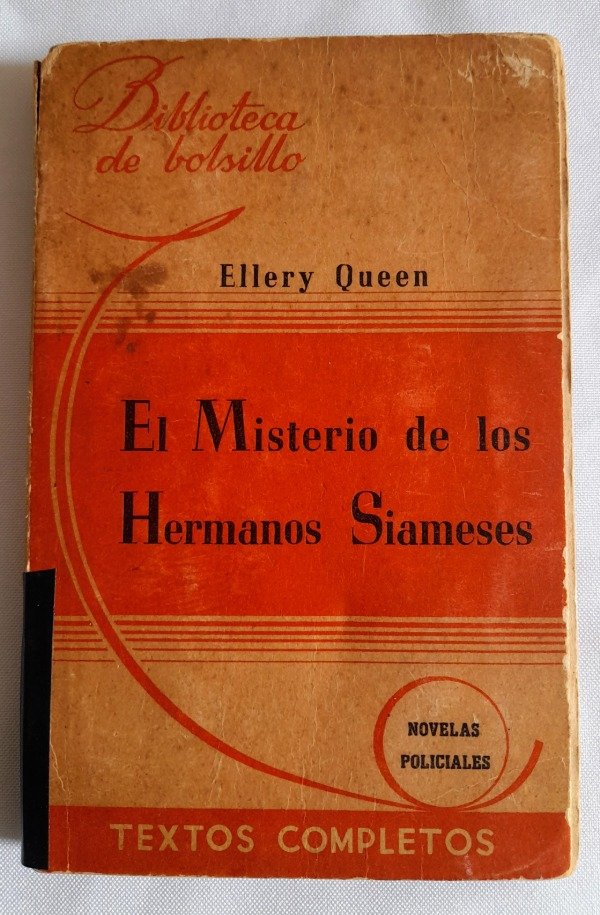 Biblioteca
de bolsillo
Ellery Queen
El Misterio de los
Hermanos Siameses
NOVELAS
POLICIALES
TEXTOS COMPLETOS